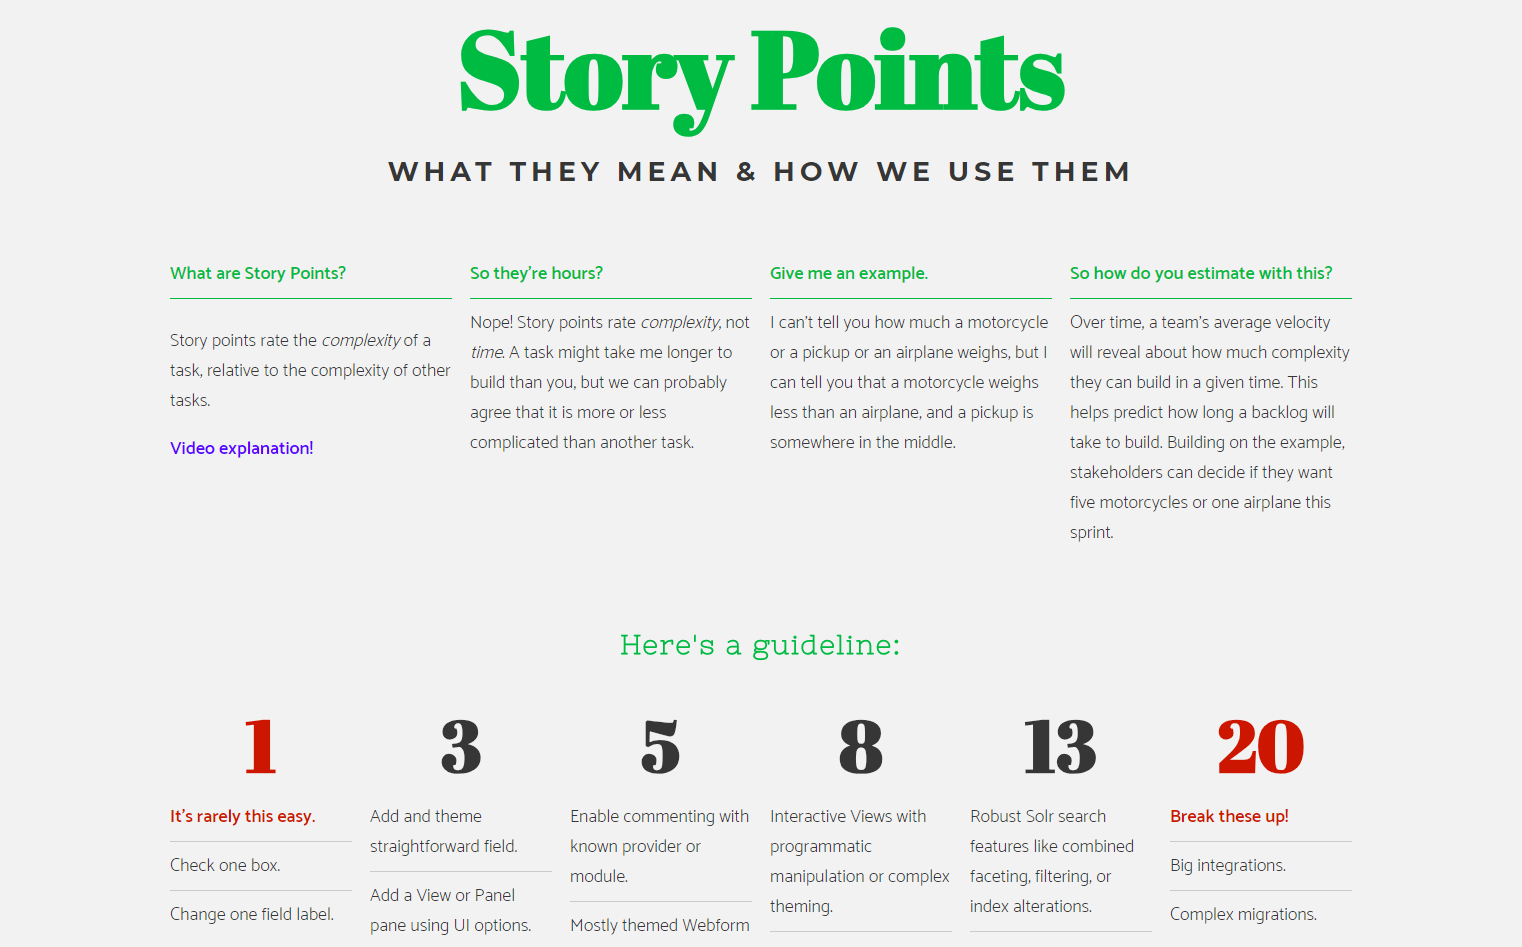 Story Points
WHAT THEY MEAN & HOW WE USE THEM
What are Story Points?
Story points rate the complexity of a
task, relative to the complexity of other
tasks.
Video explanation!
So they're hours?
Nope! Story points rate complexity, not
time. A task might take me longer to
build than you, but we can probably
agree that it is more or less
complicated than another task.
Give me an example.
I can't tell you how much a motorcycle
or a pickup or an airplane weighs, but I
can tell you that a motorcycle weighs
less than an airplane, and a pickup is
somewhere in the middle.
So how do you estimate with this?
Over time, a team's average velocity
will reveal about how much complexity
they can build in a given time. This
helps predict how long a backlog will
take to build. Building on the example,
stakeholders can decide if they want
five motorcycles or one airplane this
sprint.
Here's a guideline:
1
It's rarely this easy.
Check one box.
Change one field label.
3
Add and theme
straightforward field.
Add a View or Panel
pane using UI options.
5
Enable commenting with
known provider or
module.
Mostly themed Webform
8
Interactive Views with
programmatic
manipulation or complex
theming.
13
Robust Solr search
features like combined
faceting, filtering, or
index alterations.
20
Break these up!
Big integrations.
Complex migrations.